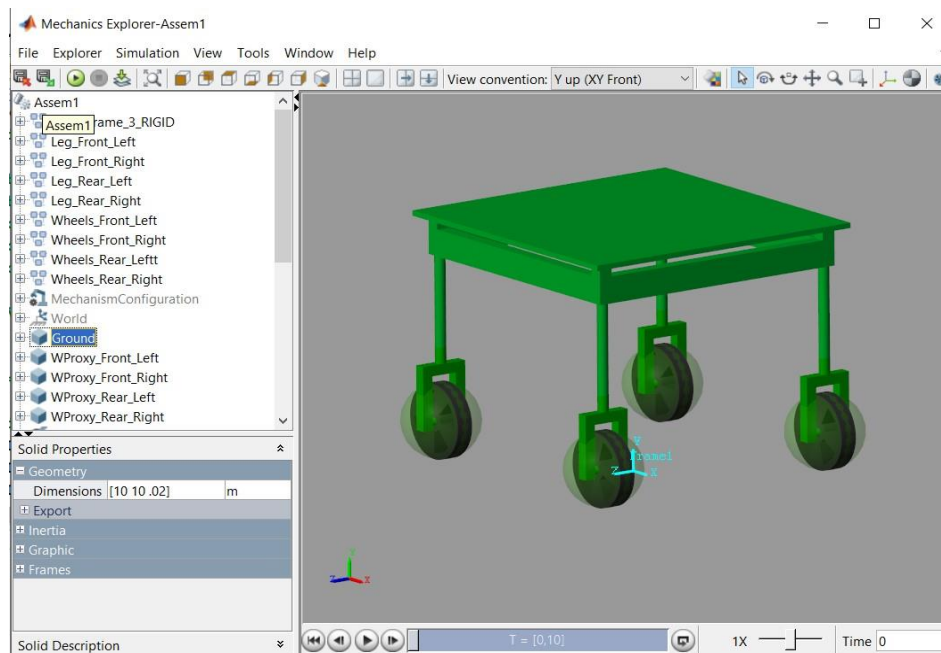 Mechanics Explorer-Assem1
File Explorer Simulation View Tools Window Help
View convention: Y up (XY Front)
Assem1
Assem1 rame_3_RIGID
Leg_Front_Left
Leg_Front_Right
Leg_Rear_Left
Leg_Rear_Right
Wheels_Front_Left
Wheels_Front_Right
Wheels_Rear_Leftt
Wheels_Rear_Right
MechanismConfiguration
World
Ground
WProxy_Front_Left
WProxy_Front_Right
WProxy_Rear_Left
WProxy_Rear_Right
Solid Properties
Geometry
Dimensions [10 10 .02] m
Export
Inertia
Graphic
Frames
Solid Description
Y
Frame1
Z X
Y
Z X
T = [0,10]
1X
Time 0